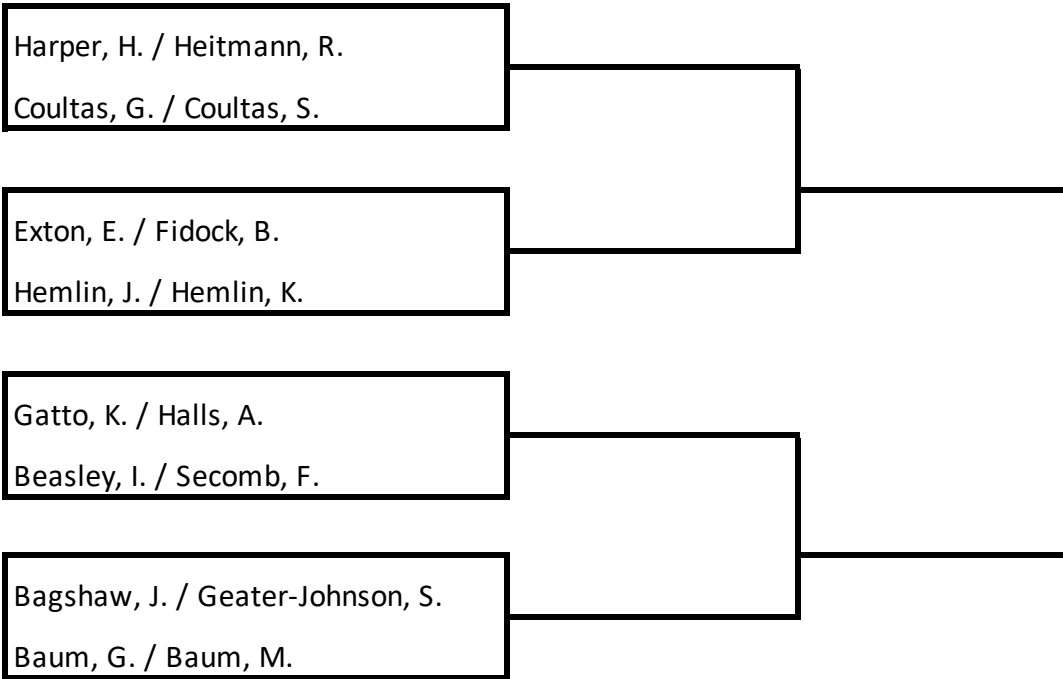 Harper, H. / Heitmann, R.
Coultas, G. / Coultas, S.
Exton, E. / Fidock, B.
Hemlin, J. / Hemlin, K.
Gatto, K. / Halls, A.
Beasley, I. / Secomb, F.
Bagshaw, J. / Geater-Johnson, S.
Baum, G. / Baum, M.